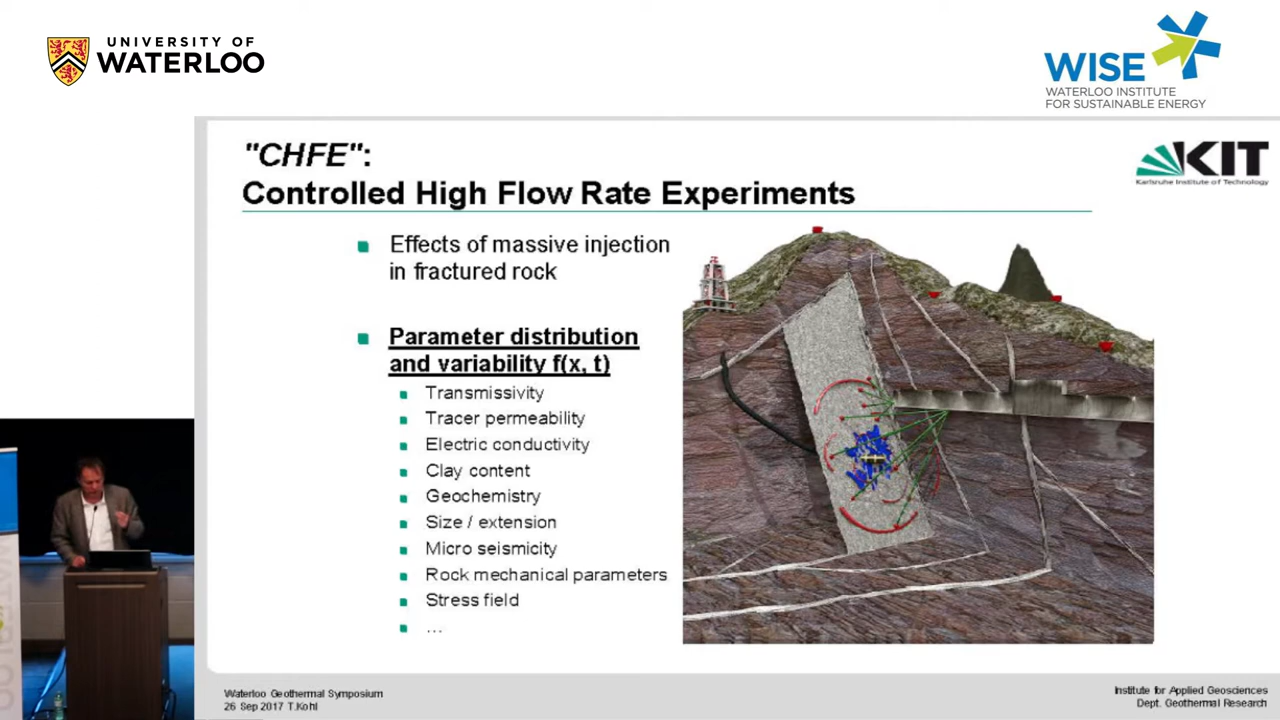 UNIVERSITY OF
WATERLOO
WISE
WATERLOO INSTITUTE
FOR SUSTAINABLE ENERGY
"CHFE":
Controlled High Flow Rate Experiments
KIT
Karlsruhe Institute of Technology
Effects of massive injection
in fractured rock
Parameter distribution
and variability f(x, t)
Transmissivity
Tracer permeability
Electric conductivity
Clay content
Geochemistry
Size / extension
Micro seismicity
Rock mechanical parameters
Stress field
...
Waterloo Geothermal Symposium
26 Sep 2017 T.Kohl
Institute for Applied Geosciences
Dept. Geothermal Research